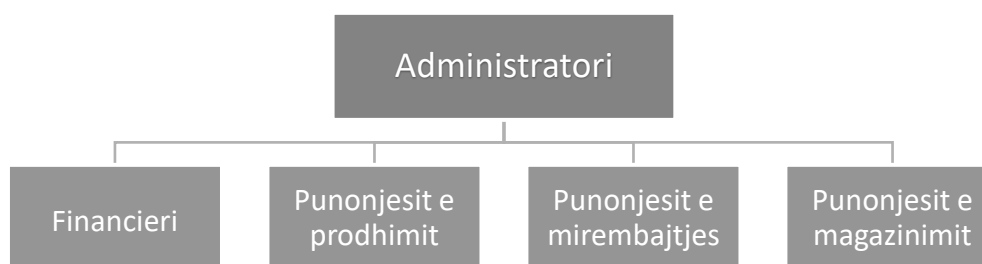 Administratori
Financieri
Punonjesit e
prodhimit
Punonjesit e
mirembajtjes
Punonjesit e
magazinimit